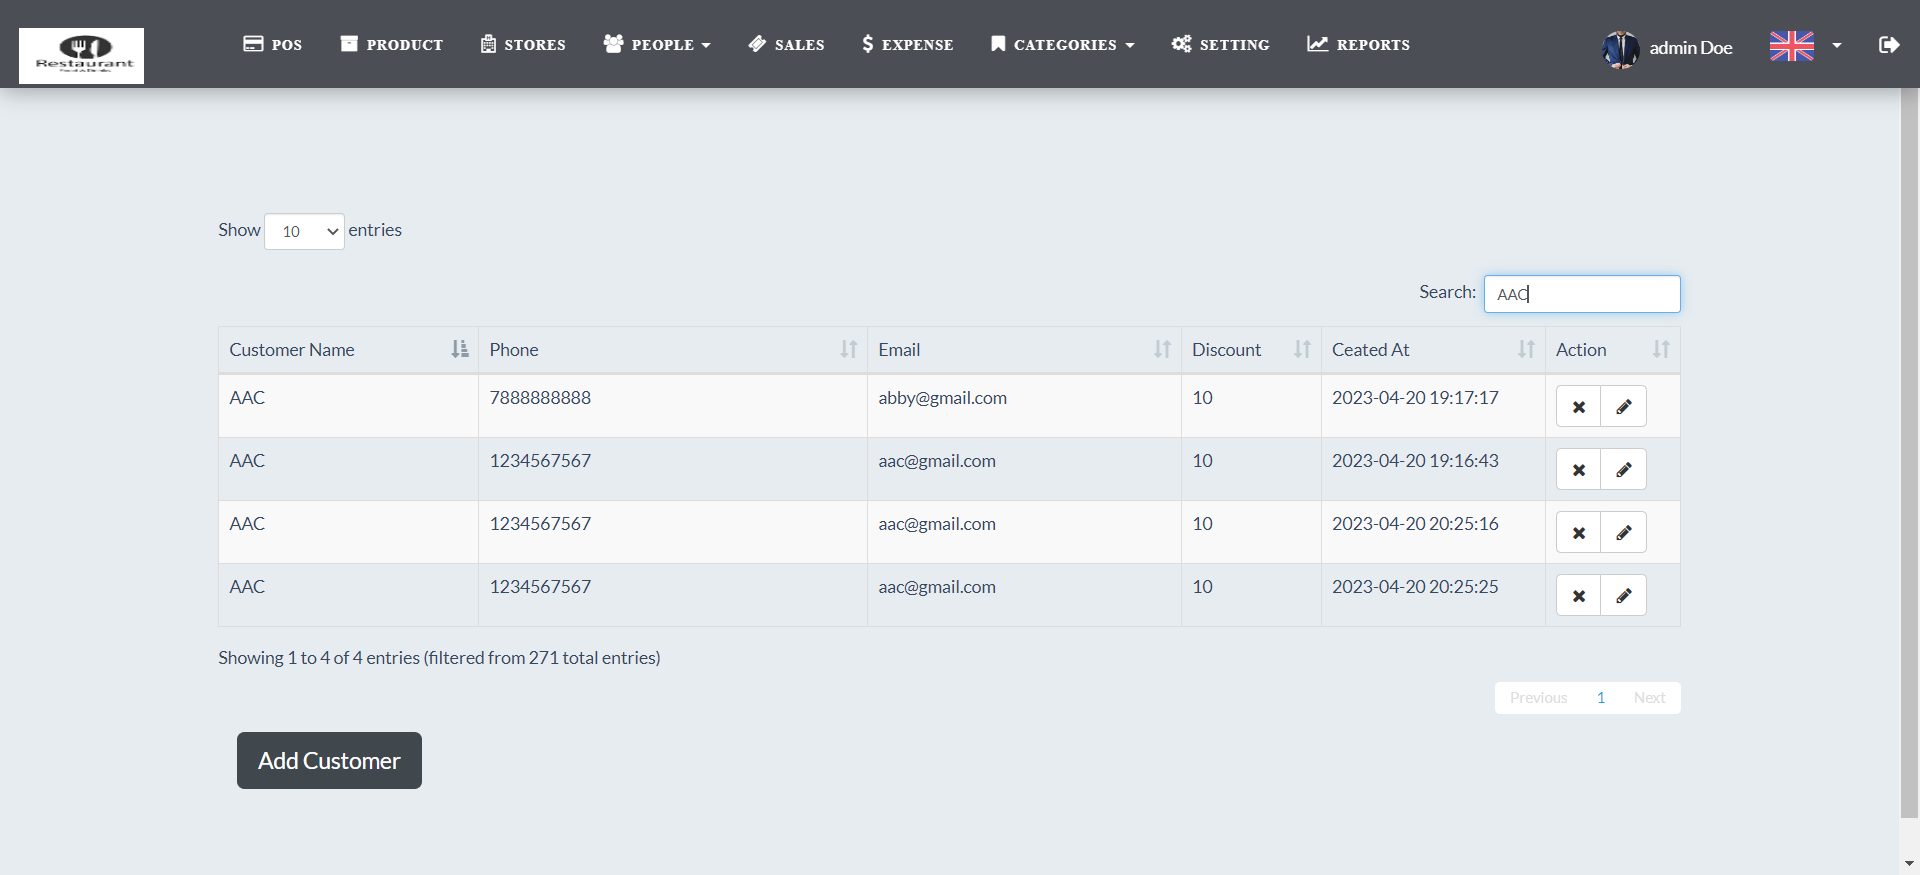 Restaurant
POS PRODUCT STORES PEOPLE SALES EXPENSE CATEGORIES SETTING REPORTS admin Doe
Show 10 entries
Search: AAC
Customer Name Phone Email Discount Ceated At Action
AAC 7888888888 abby@gmail.com 10 2023-04-20 19:17:17
AAC 1234567567 aac@gmail.com 10 2023-04-20 19:16:43
AAC 1234567567 aac@gmail.com 10 2023-04-20 20:25:16
AAC 1234567567 aac@gmail.com 10 2023-04-20 20:25:25
Showing 1 to 4 of 4 entries (filtered from 271 total entries)
Previous 1 Next
Add Customer